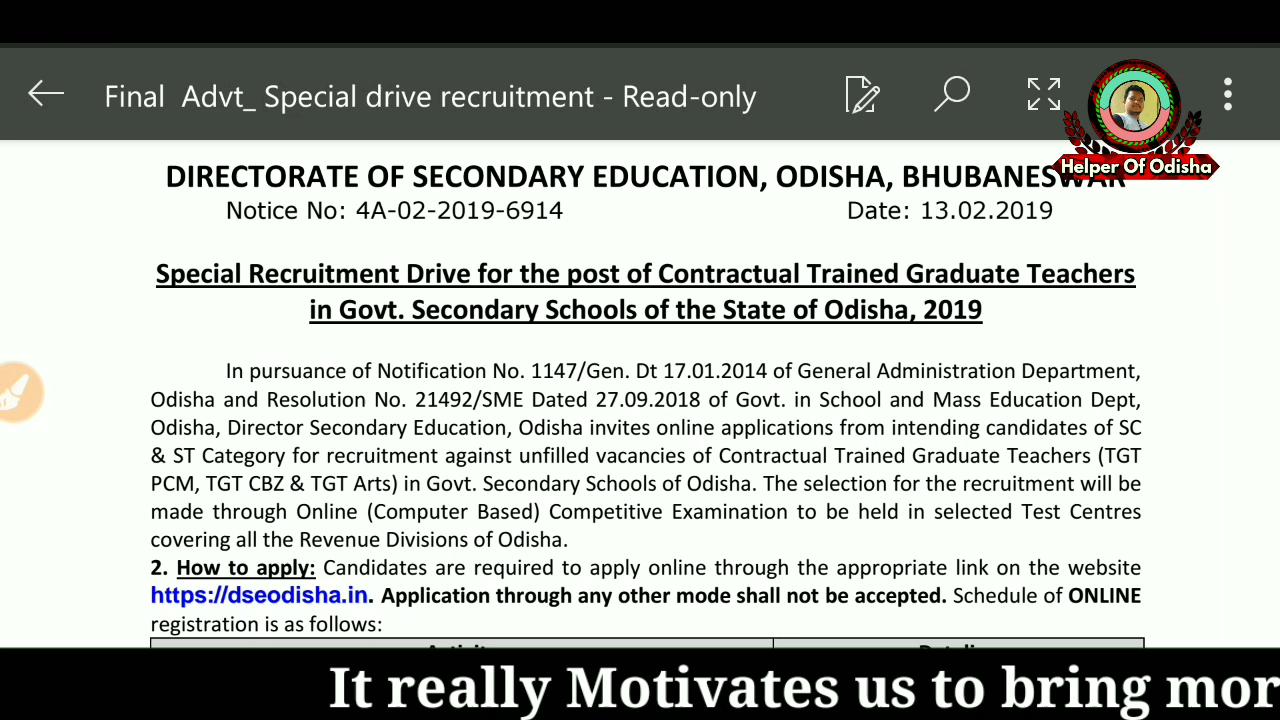 Final Advt_ Special drive recruitment - Read-only
Helper Of Odisha
DIRECTORATE OF SECONDARY EDUCATION, ODISHA, BHUBANESWAR
Notice No: 4A-02-2019-6914 Date: 13.02.2019
Special Recruitment Drive for the post of Contractual Trained Graduate Teachers
in Govt. Secondary Schools of the State of Odisha, 2019
In pursuance of Notification No. 1147/Gen. Dt 17.01.2014 of General Administration Department,
Odisha and Resolution No. 21492/SME Dated 27.09.2018 of Govt. in School and Mass Education Dept,
Odisha, Director Secondary Education, Odisha invites online applications from intending candidates of SC
& ST Category for recruitment against unfilled vacancies of Contractual Trained Graduate Teachers (TGT
PCM, TGT CBZ & TGT Arts) in Govt. Secondary Schools of Odisha. The selection for the recruitment will be
made through Online (Computer Based) Competitive Examination to be held in selected Test Centres
covering all the Revenue Divisions of Odisha.
2. How to apply: Candidates are required to apply online through the appropriate link on the website
https://dseodisha.in. Application through any other mode shall not be accepted. Schedule of ONLINE
registration is as follows:
It really Motivates us to bring mor